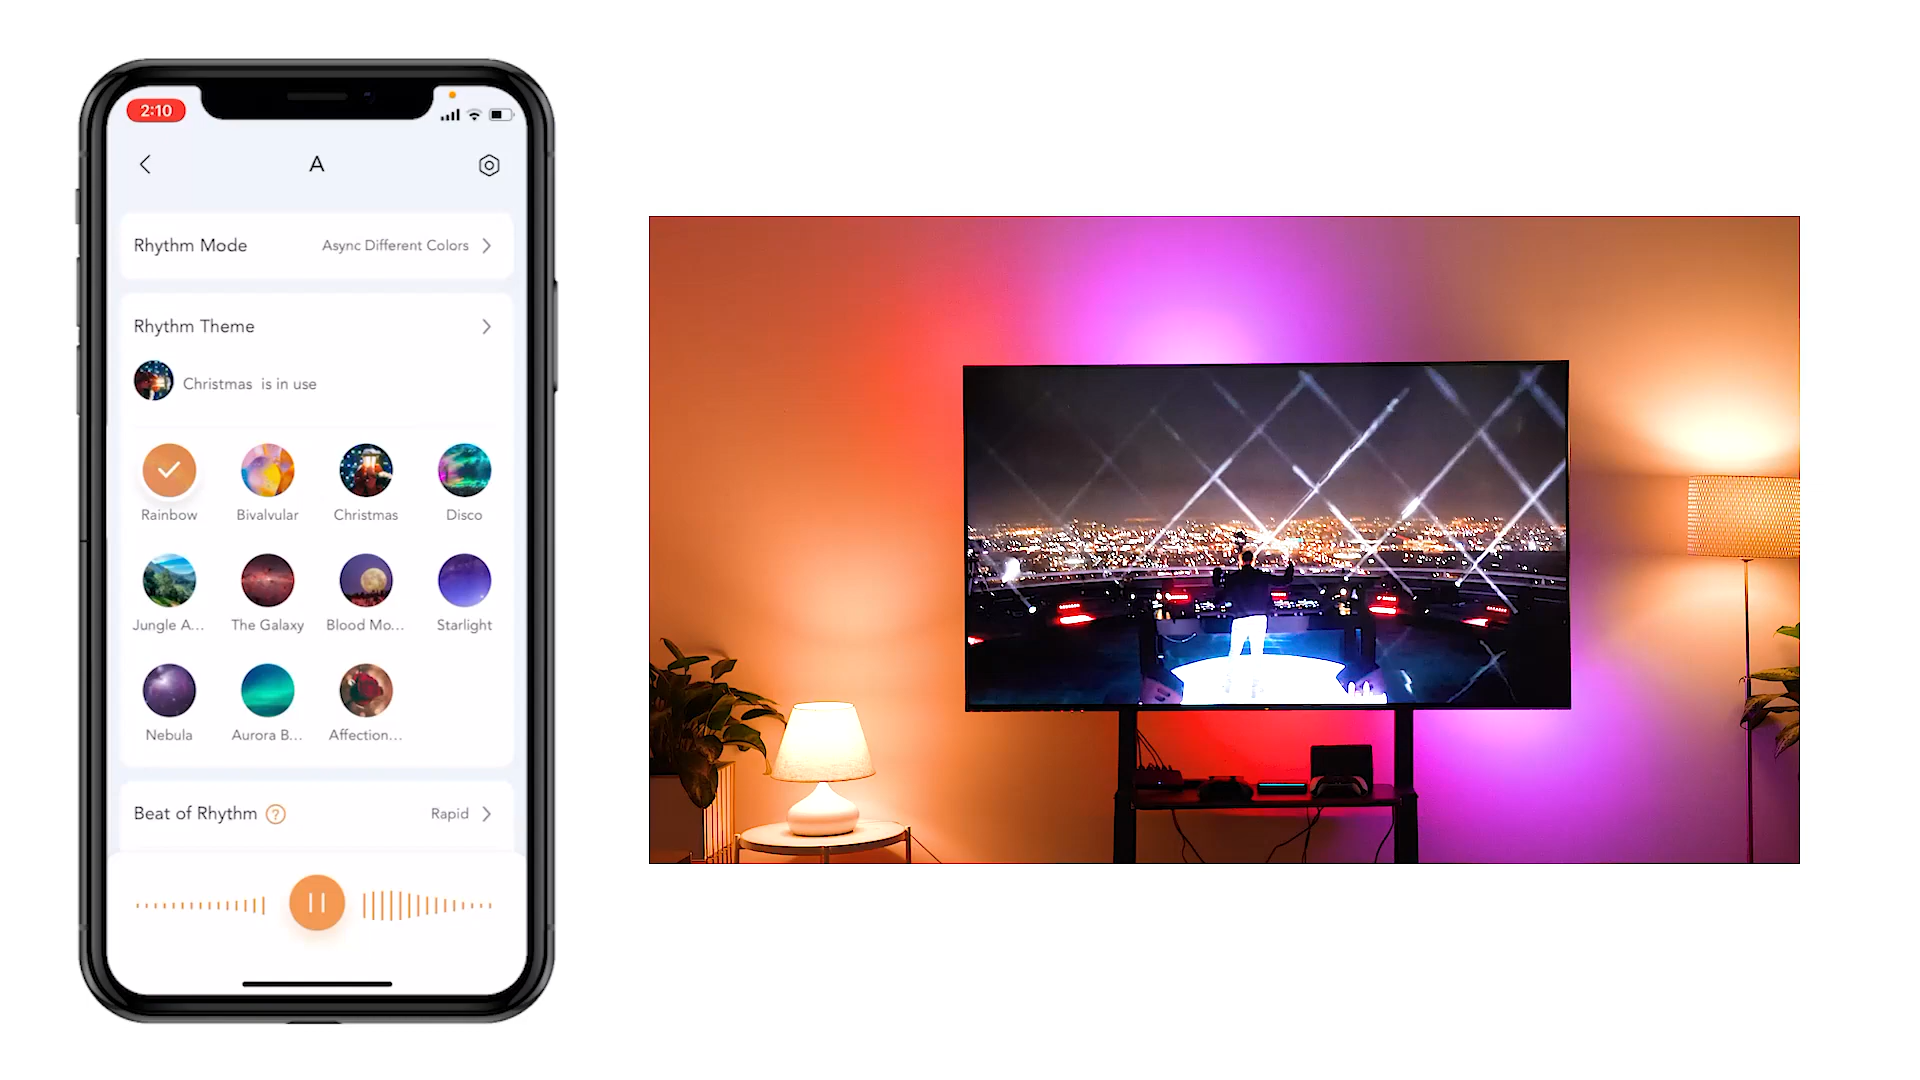 2:10
A
Rhythm Mode Async Different Colors
Rhythm Theme
Christmas is in use
Rainbow Bivalvular Christmas Disco
Jungle A... The Galaxy Blood Mo... Starlight
Nebula Aurora B... Affection...
Beat of Rhythm ? Rapid